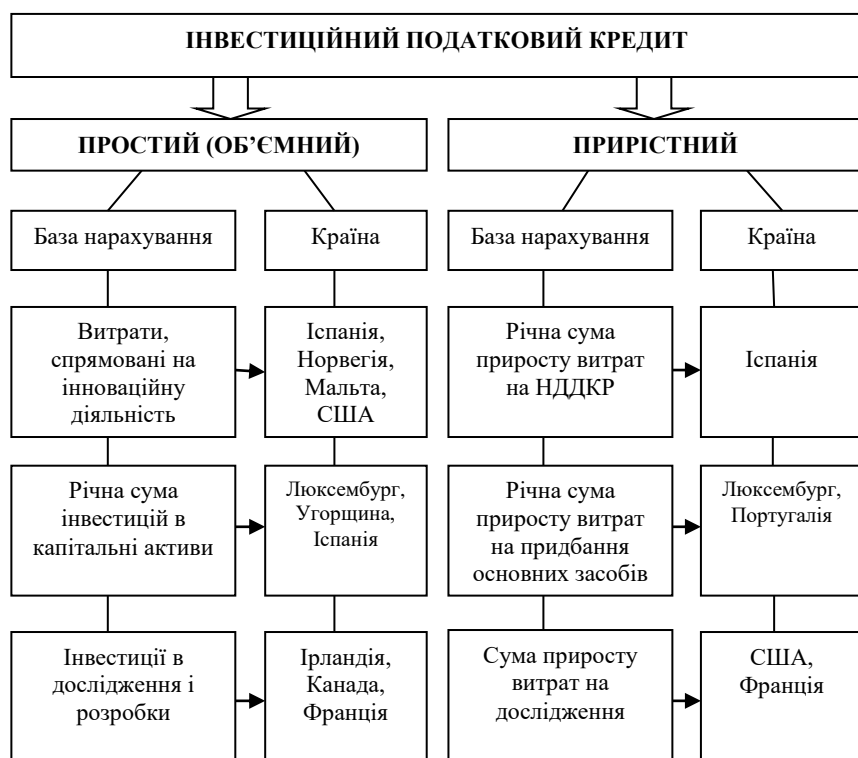 ІНВЕСТИЦІЙНИЙ ПОДАТКОВИЙ КРЕДИТ
ПРОСТИЙ (ОБ’ЄМНИЙ)
ПРИРІСТНИЙ
База нарахування
Країна
База нарахування
Країна
Витрати,
спрямовані на
інноваційну
діяльність
Іспанія,
Норвегія,
Мальта,
США
Річна сума
приросту витрат
на НДДКР
Іспанія
Річна сума
інвестицій в
капітальні активи
Люксембург,
Угорщина,
Іспанія
Річна сума
приросту витрат
на придбання
основних засобів
Люксембург,
Португалія
Інвестиції в
дослідження і
розробки
Ірландія,
Канада,
Франція
Сума приросту
витрат на
дослідження
США,
Франція